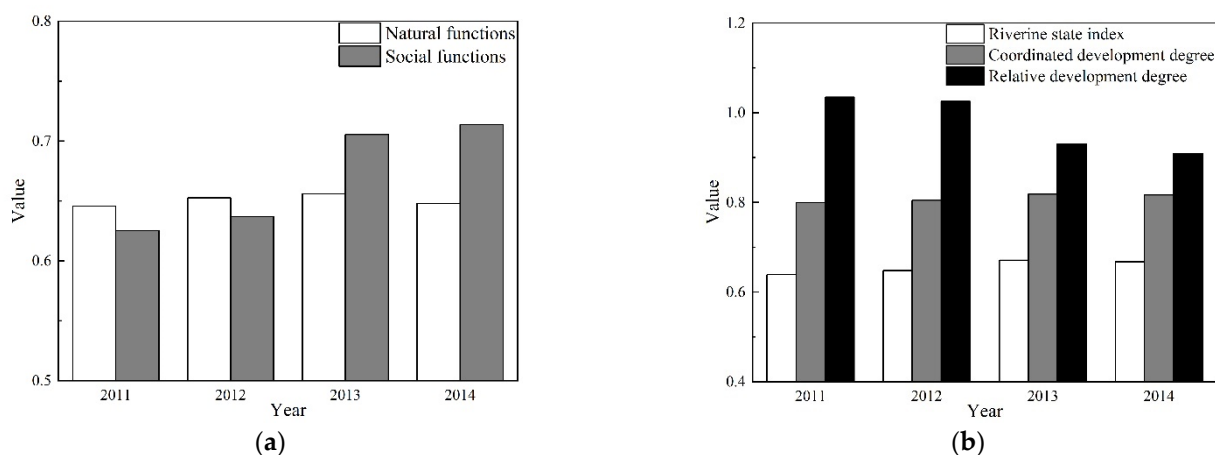 0.8
0.7
0.6
0.5
Value
Natural functions
Social functions
2011 2012 2013 2014
Year
(a)
1.2
1.0
0.8
0.6
0.4
Value
Riverine state index
Coordinated development degree
Relative development degree
2011 2012 2013 2014
Year
(b)